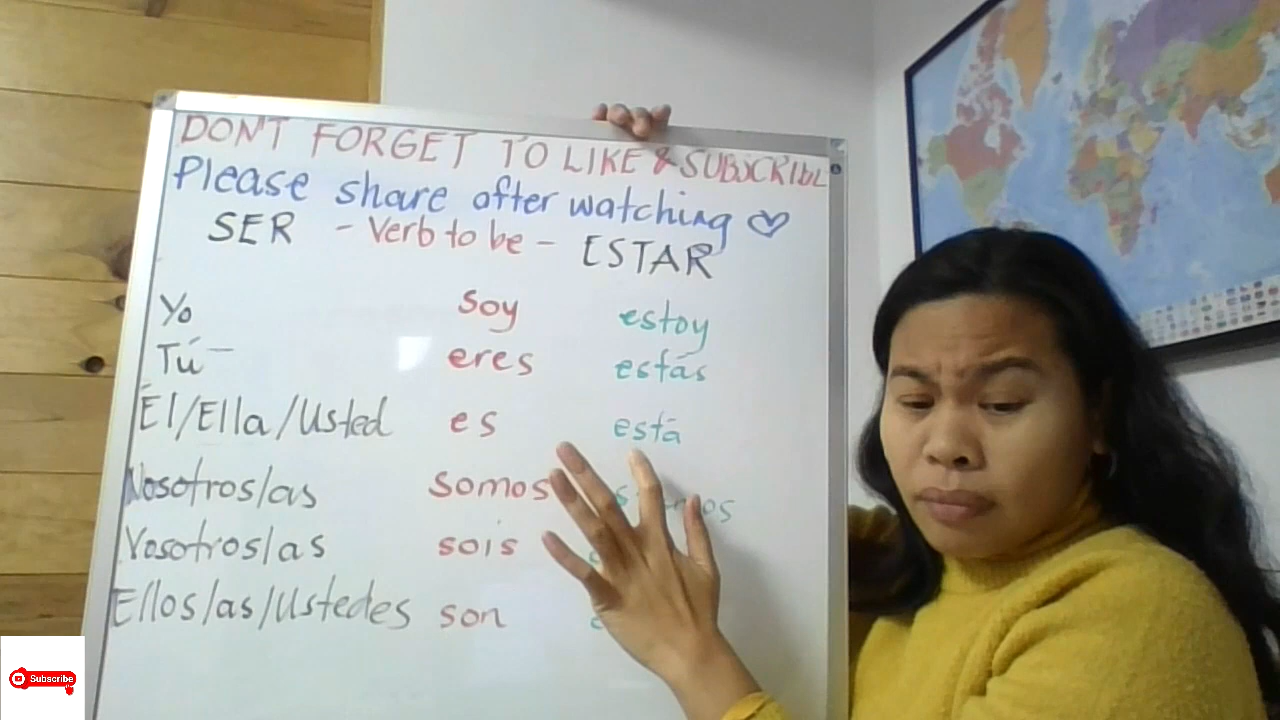 DON'T FORGET TO LIKE & SUBSCRIBE
Please share after watching
SER - Verb to be - ESTAR
Yo soy estoy
Tú eres estás
Él/Ella/Usted es está
Nosotros/as somos
Vosotros/as sois
Ellos/as/Ustedes son
Subscribe